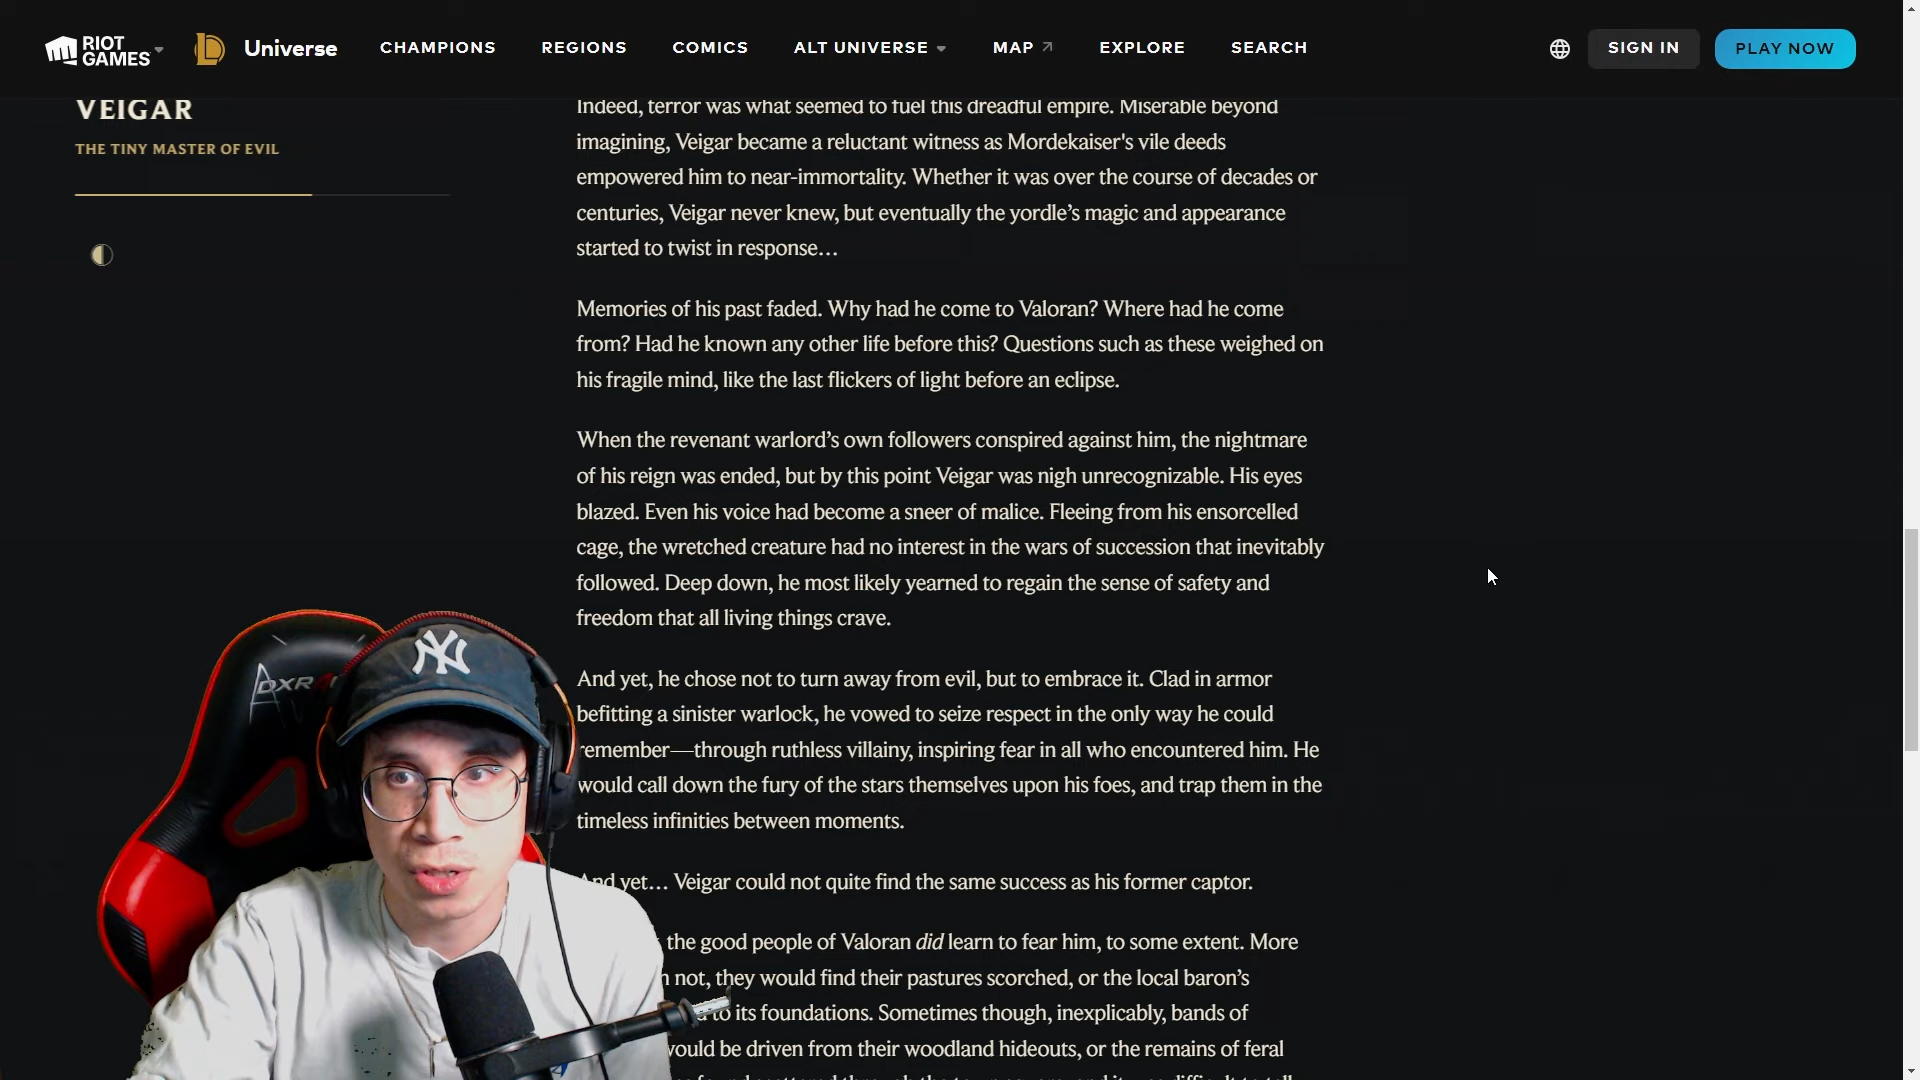 RIOT GAMES
Universe
CHAMPIONS
REGIONS
COMICS
ALT UNIVERSE
MAP
EXPLORE
SEARCH
SIGN IN
PLAY NOW
VEIGAR
THE TINY MASTER OF EVIL
Indeed, terror was what seemed to fuel this dreadful empire. Miserable beyond
imagining, Veigar became a reluctant witness as Mordekaiser's vile deeds
empowered him to near-immortality. Whether it was over the course of decades or
centuries, Veigar never knew, but eventually the yordle’s magic and appearance
started to twist in response…
Memories of his past faded. Why had he come to Valoran? Where had he come
from? Had he known any other life before this? Questions such as these weighed on
his fragile mind, like the last flickers of light before an eclipse.
When the revenant warlord’s own followers conspired against him, the nightmare
of his reign was ended, but by this point Veigar was nigh unrecognizable. His eyes
blazed. Even his voice had become a sneer of malice. Fleeing from his ensorcelled
cage, the wretched creature had no interest in the wars of succession that inevitably
followed. Deep down, he most likely yearned to regain the sense of safety and
freedom that all living things crave.
And yet, he chose not to turn away from evil, but to embrace it. Clad in armor
befitting a sinister warlock, he vowed to seize respect in the only way he could
remember—through ruthless villainy, inspiring fear in all who encountered him. He
would call down the fury of the stars themselves upon his foes, and trap them in the
timeless infinities between moments.
And yet… Veigar could not quite find the same success as his former captor.
the good people of Valoran did learn to fear him, to some extent. More
not, they would find their pastures scorched, or the local baron’s
to its foundations. Sometimes though, inexplicably, bands of
would be driven from their woodland hideouts, or the remains of feral
NY
DXR